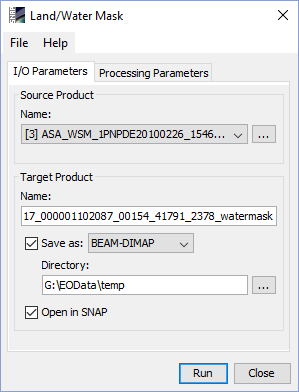 Land/Water Mask
File Help
I/O Parameters Processing Parameters
Source Product
Name:
[3] ASA_WSM_1PNPDE20100226_1546... ...
Target Product
Name:
17_000001102087_00154_41791_2378_watermask
Save as: BEAM-DIMAP
Directory:
G:\EOData\temp ...
Open in SNAP
Run Close